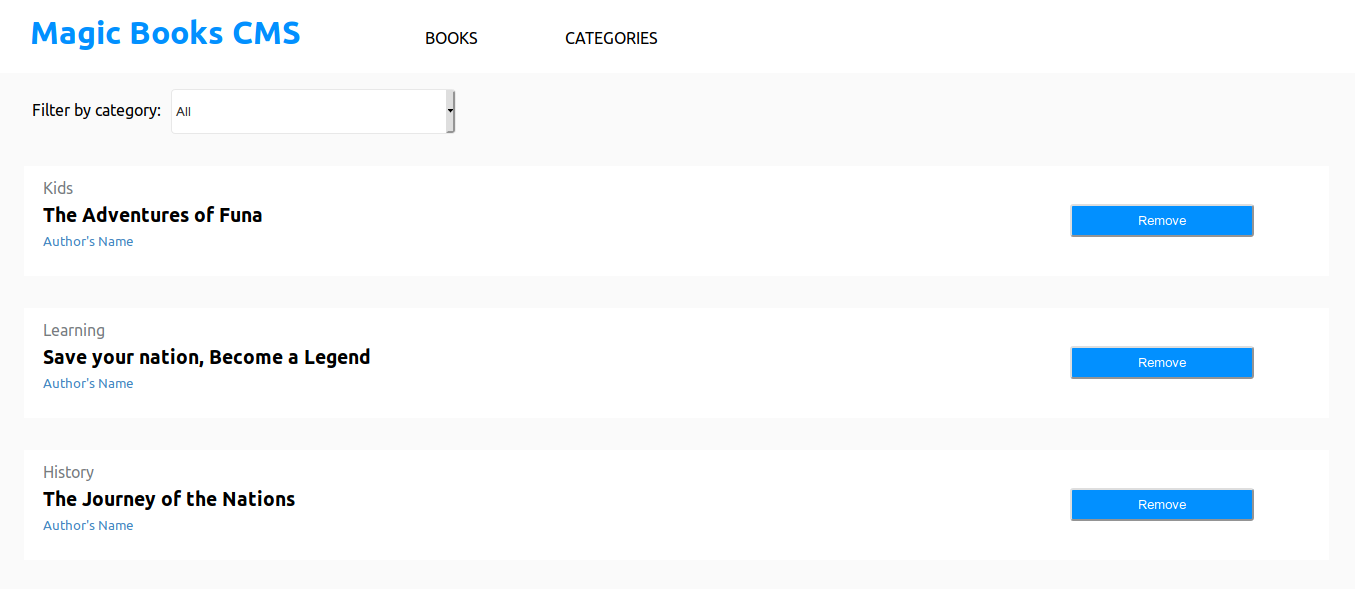 Magic Books CMS
BOOKS
CATEGORIES
Filter by category:
All
Kids
The Adventures of Funa
Author's Name
Remove
Learning
Save your nation, Become a Legend
Author's Name
Remove
History
The Journey of the Nations
Author's Name
Remove